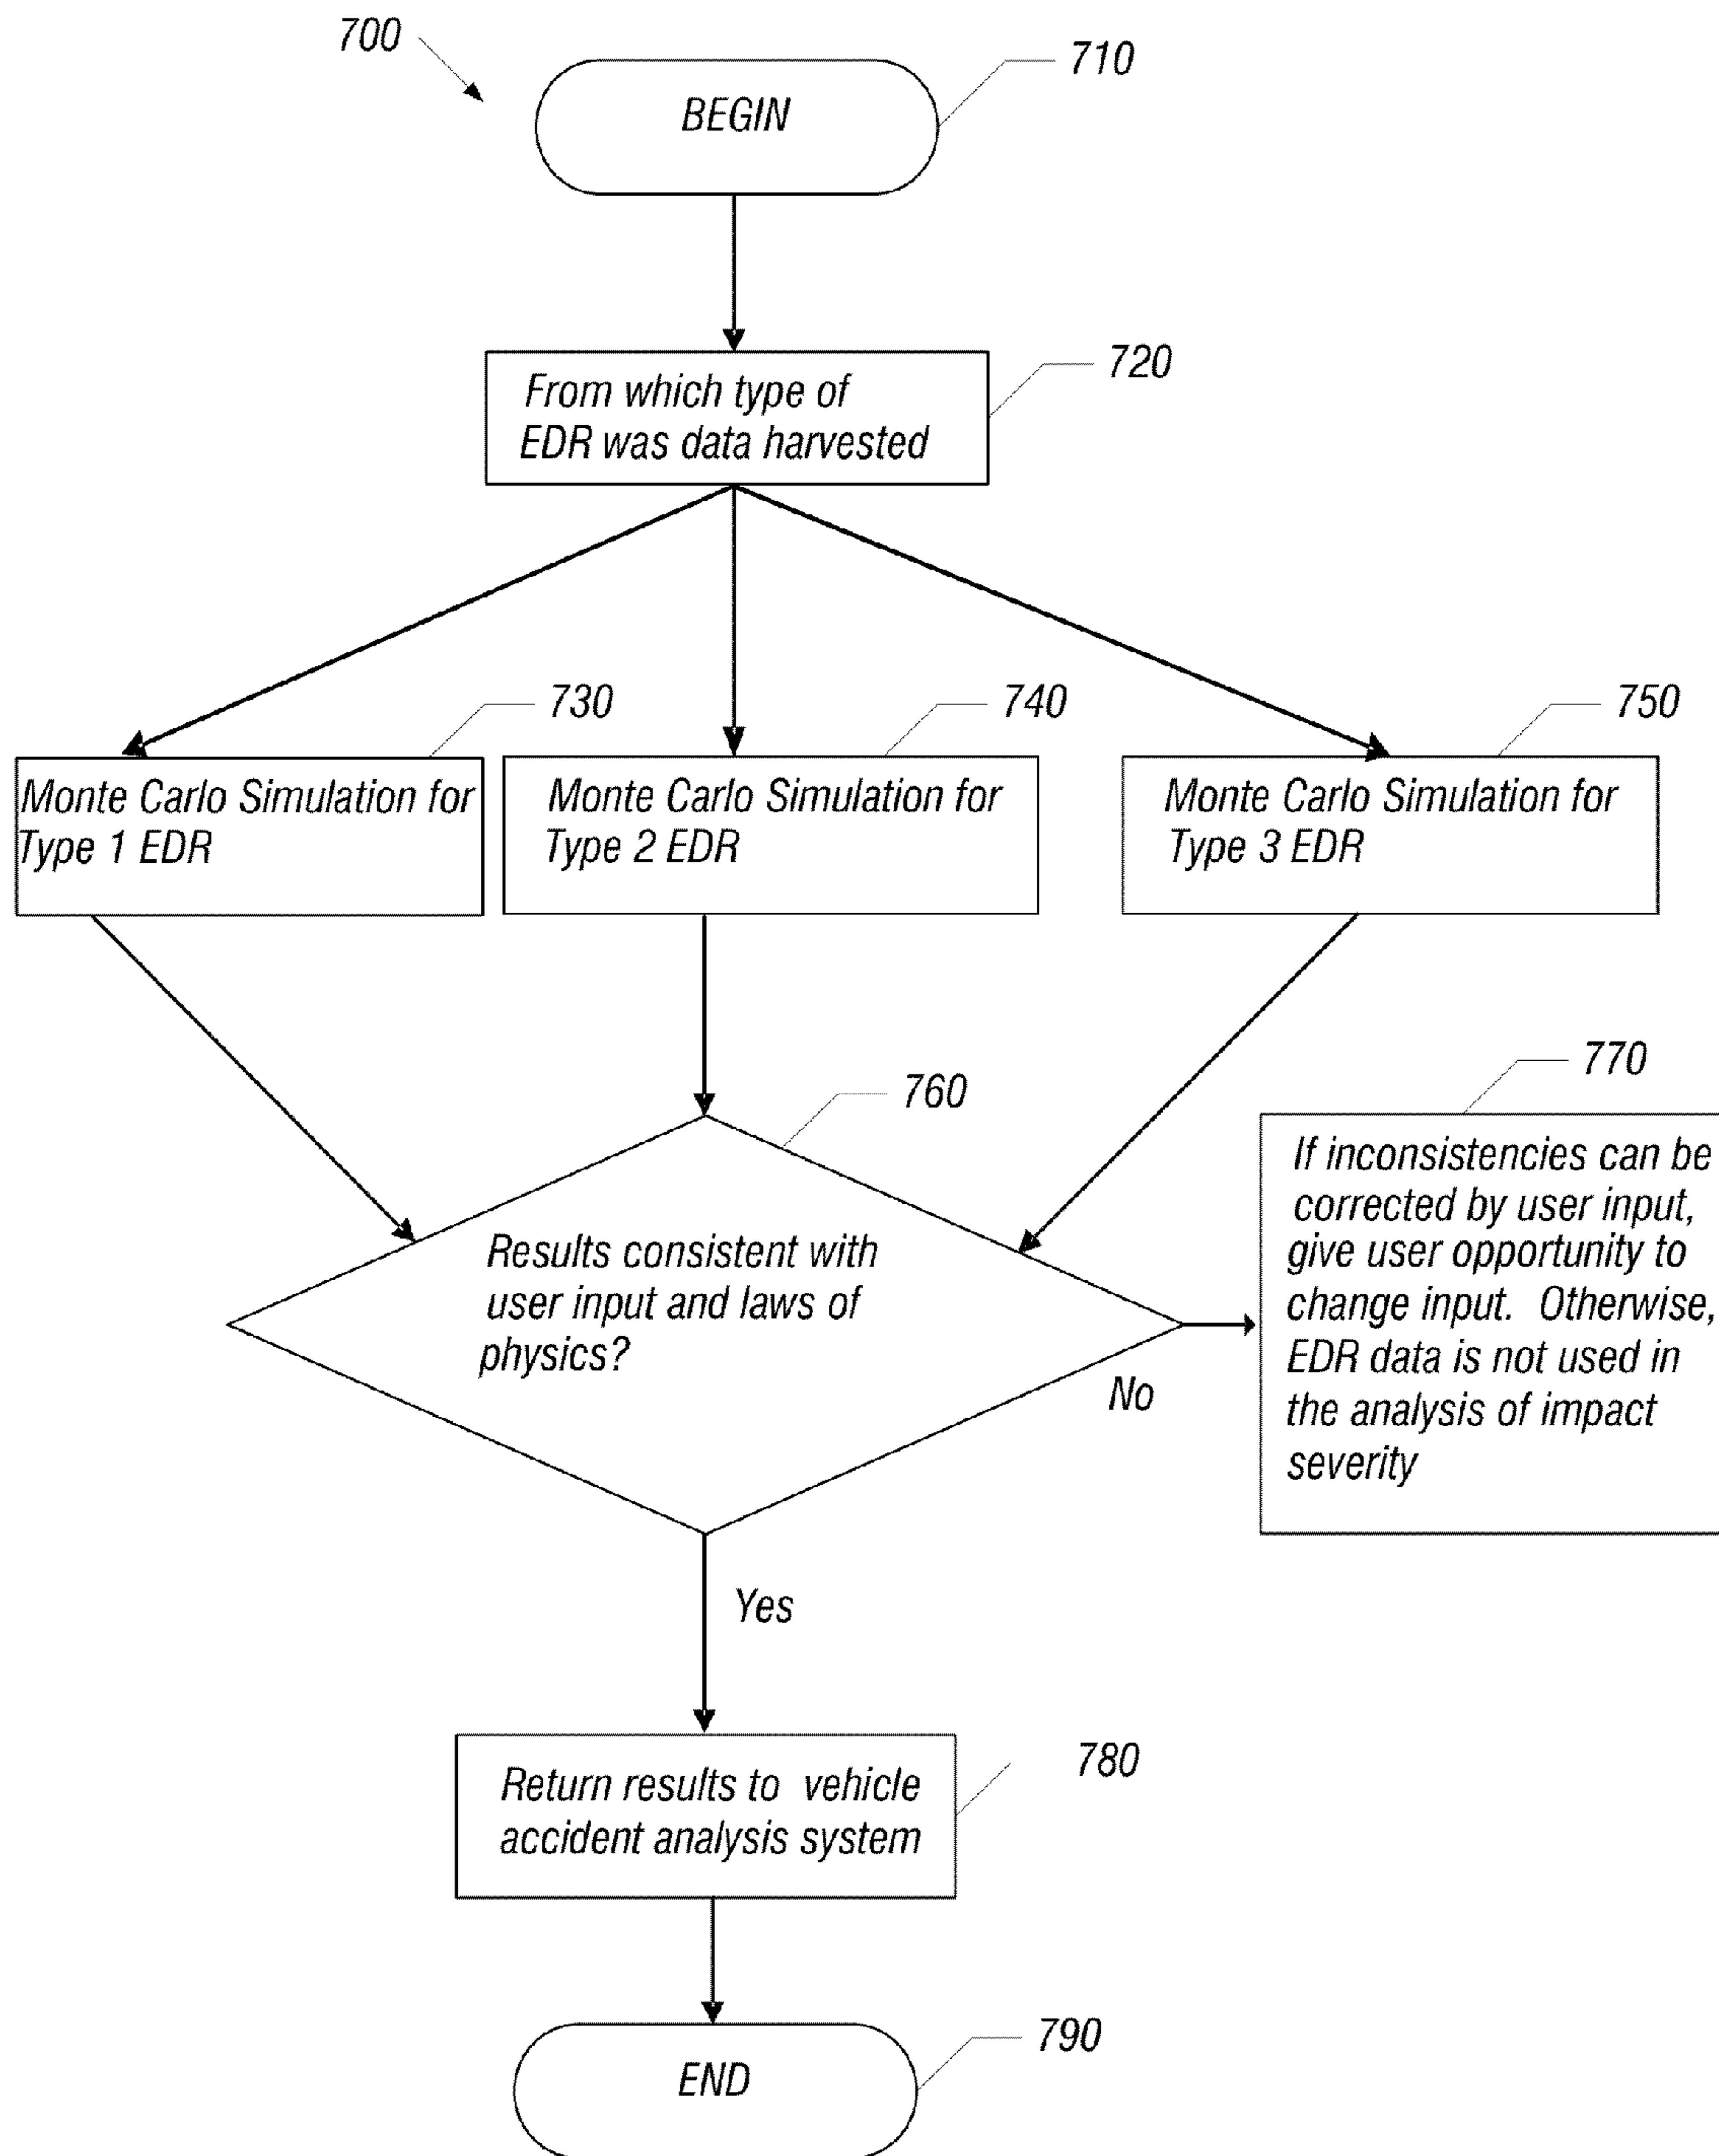 700
710
BEGIN
720
From which type of
EDR was data harvested
730
740
750
Monte Carlo Simulation for
Type 1 EDR
Monte Carlo Simulation for
Type 2 EDR
Monte Carlo Simulation for
Type 3 EDR
760
770
Results consistent with
user input and laws of
physics?
If inconsistencies can be
corrected by user input,
give user opportunity to
change input. Otherwise,
EDR data is not used in
the analysis of impact
severity
No
Yes
780
Return results to vehicle
accident analysis system
790
END